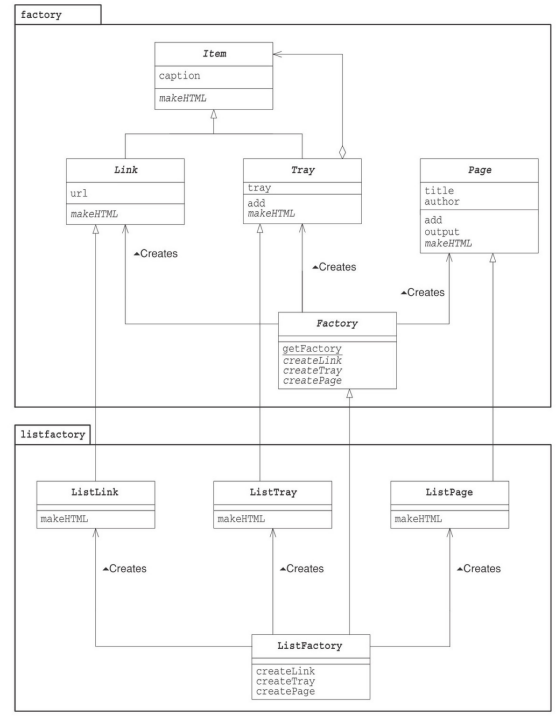 factory
Item
caption
makeHTML
Link
url
makeHTML
Tray
tray
add
makeHTML
Page
title
author
add
output
makeHTML
▲Creates
▲Creates
▲Creates
Factory
getFactory
createLink
createTray
createPage
listfactory
ListLink
makeHTML
ListTray
makeHTML
ListPage
makeHTML
▲Creates
▲Creates
▲Creates
ListFactory
createLink
createTray
createPage